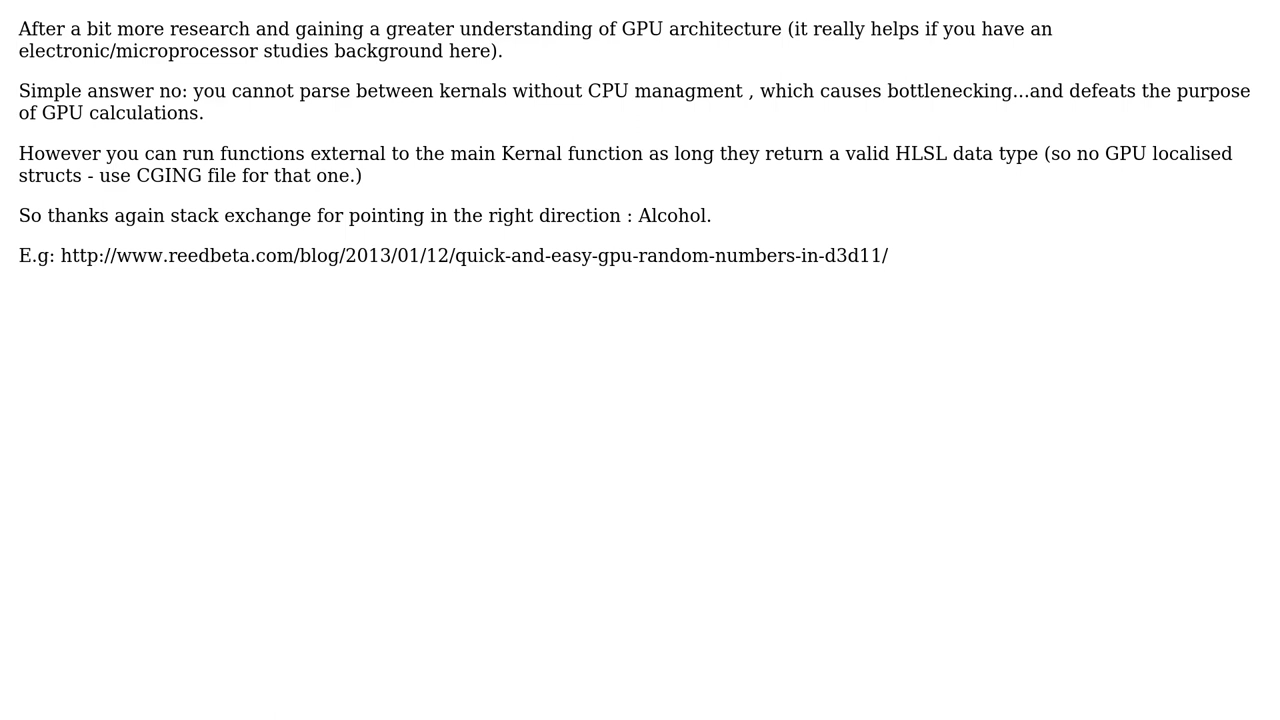 After a bit more research and gaining a greater understanding of GPU architecture (it really helps if you have an
electronic/microprocessor studies background here).
Simple answer no: you cannot parse between kernals without CPU managment , which causes bottlenecking...and defeats the purpose
of GPU calculations.
However you can run functions external to the main Kernal function as long they return a valid HLSL data type (so no GPU localised
structs - use CGING file for that one.)
So thanks again stack exchange for pointing in the right direction : Alcohol.
E.g: http://www.reedbeta.com/blog/2013/01/12/quick-and-easy-gpu-random-numbers-in-d3d11/